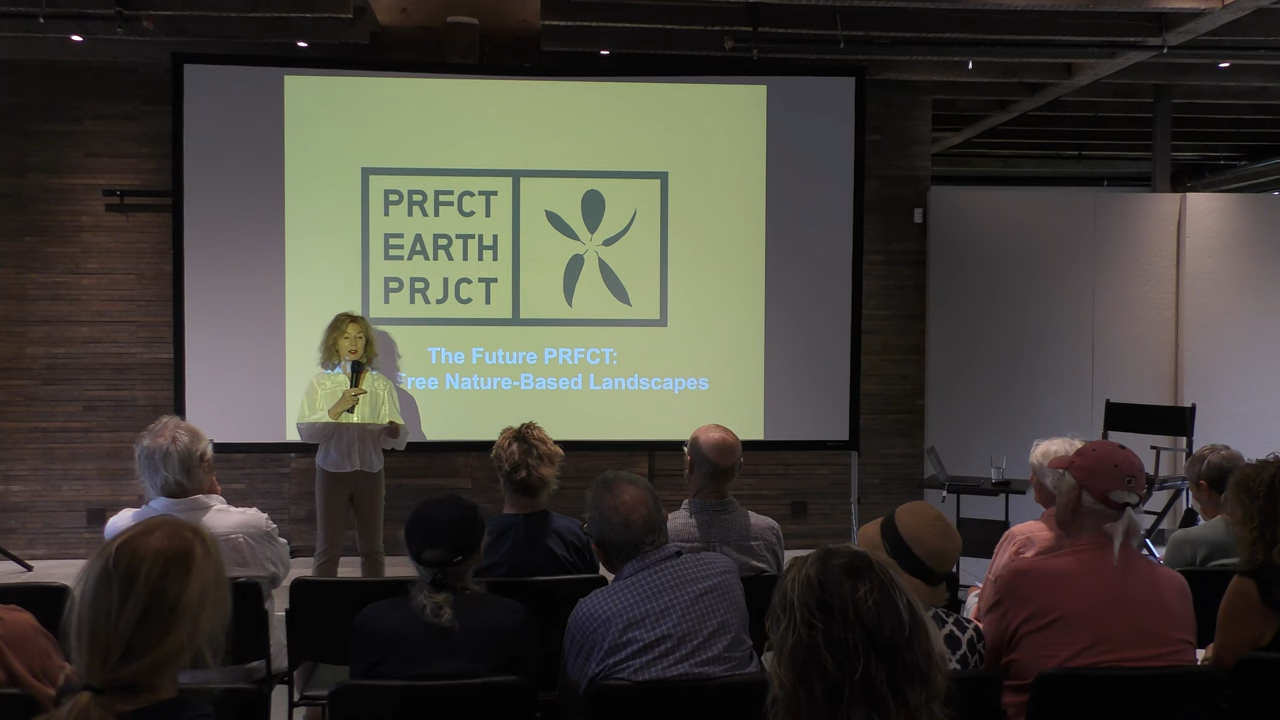 PRFCT
EARTH
PRJCT
The Future PRFCT:
Free Nature-Based Landscapes